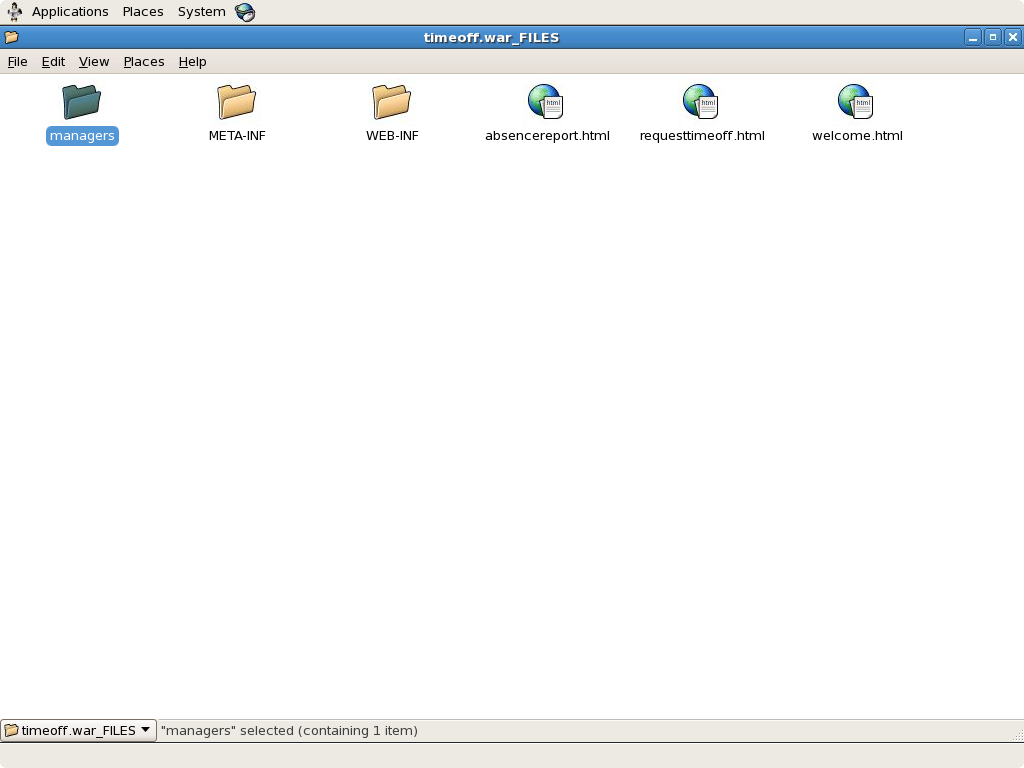 Applications Places System
timeoff.war_FILES
File Edit View Places Help
managers META-INF WEB-INF absencereport.html requesttimeoff.html welcome.html
html html html
timeoff.war_FILES "managers" selected (containing 1 item)